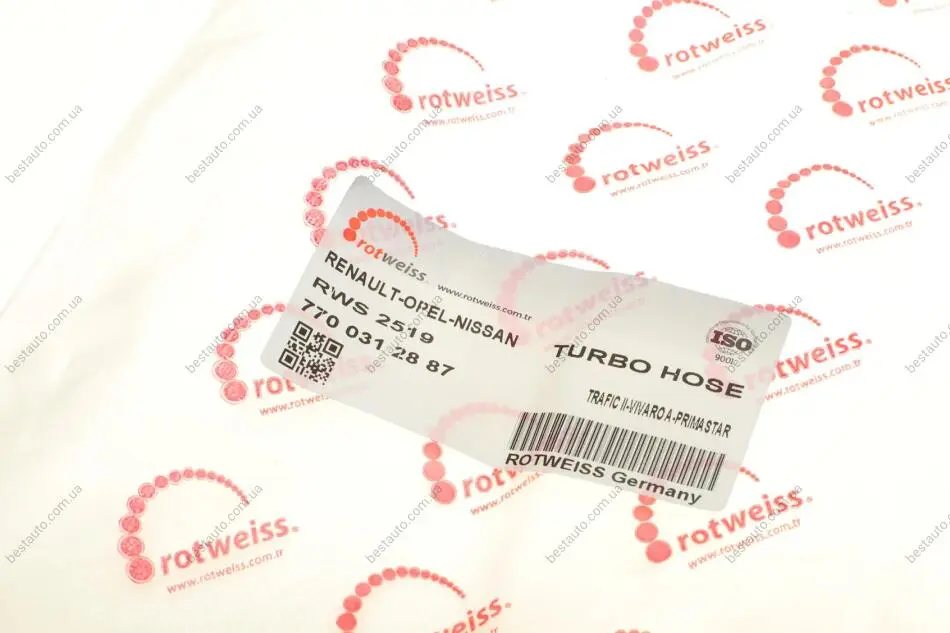 rotweiss.
www.rotweiss.com.tr
RENAULT-OPEL-NISSAN
RWS 2519
770 031 28 87
ISO
9001
TURBO HOSE
TRAFIC II-VIVARO A-PRIMASTAR
ROTWEISS Germany
rotweiss.
www.rotweiss.com.tr
bestauto.com.ua